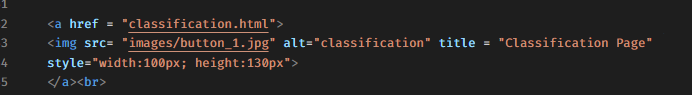 1
2 <a href = "classification.html">
3 <img src= "images/button_1.jpg" alt="classification" title = "Classification Page"
4 style="width:100px; height:130px">
5 </a><br>